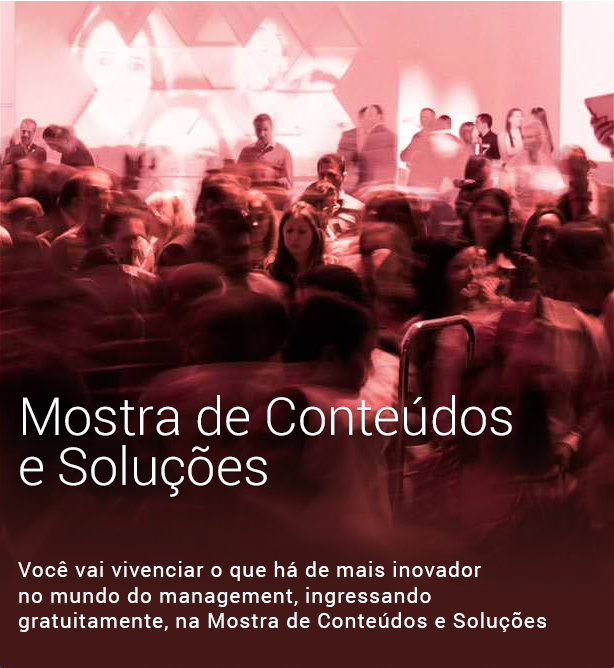 Mostra de Conteúdos
e Soluções
Você vai vivenciar o que há de mais inovador
no mundo do management, ingressando
gratuitamente, na Mostra de Conteúdos e Soluções